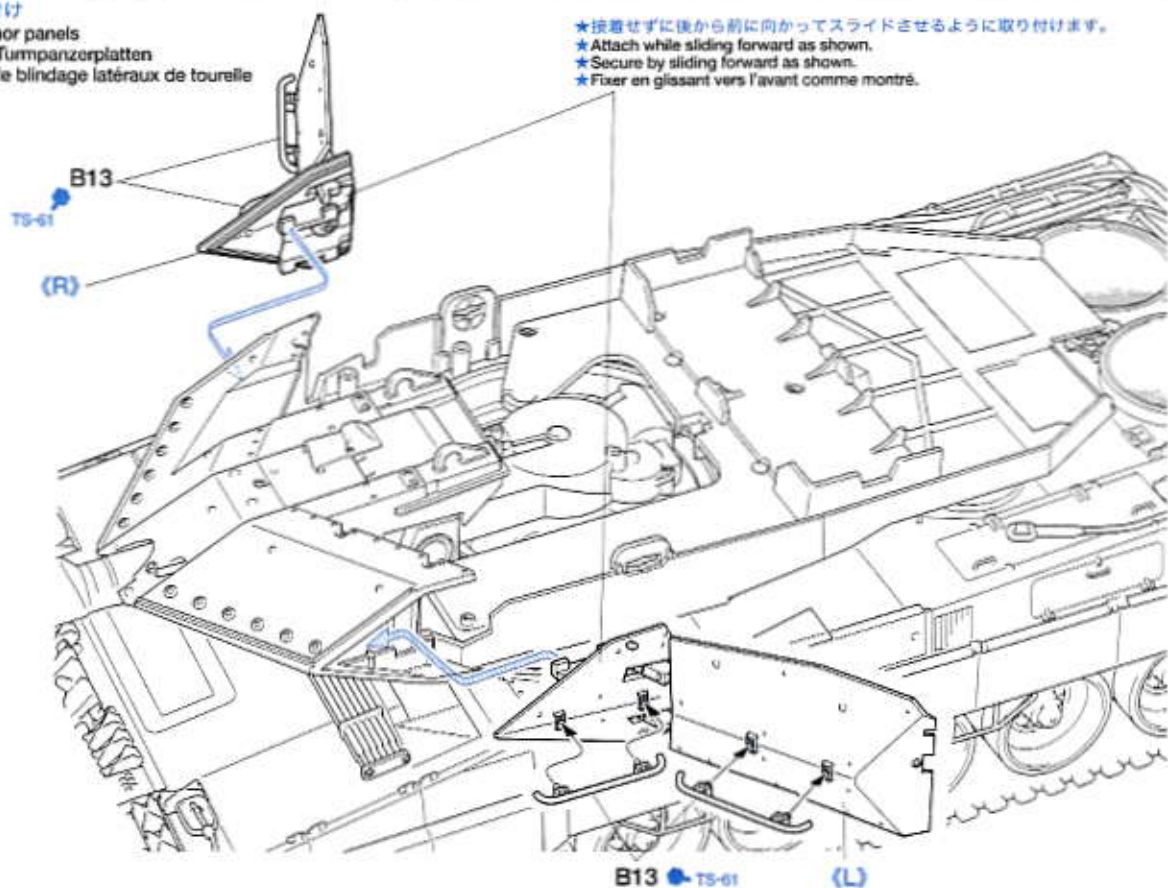 け
or panels
Turmpanzerplatten
le blindage latéraux de tourelle
★接着せずに後から前に向かってスライドさせるように取り付けます。
★Attach while sliding forward as shown.
★Secure by sliding forward as shown.
★Fixer en glissant vers l'avant comme montré.
B13
TS-61
《R》
B13 TS-61
《L》